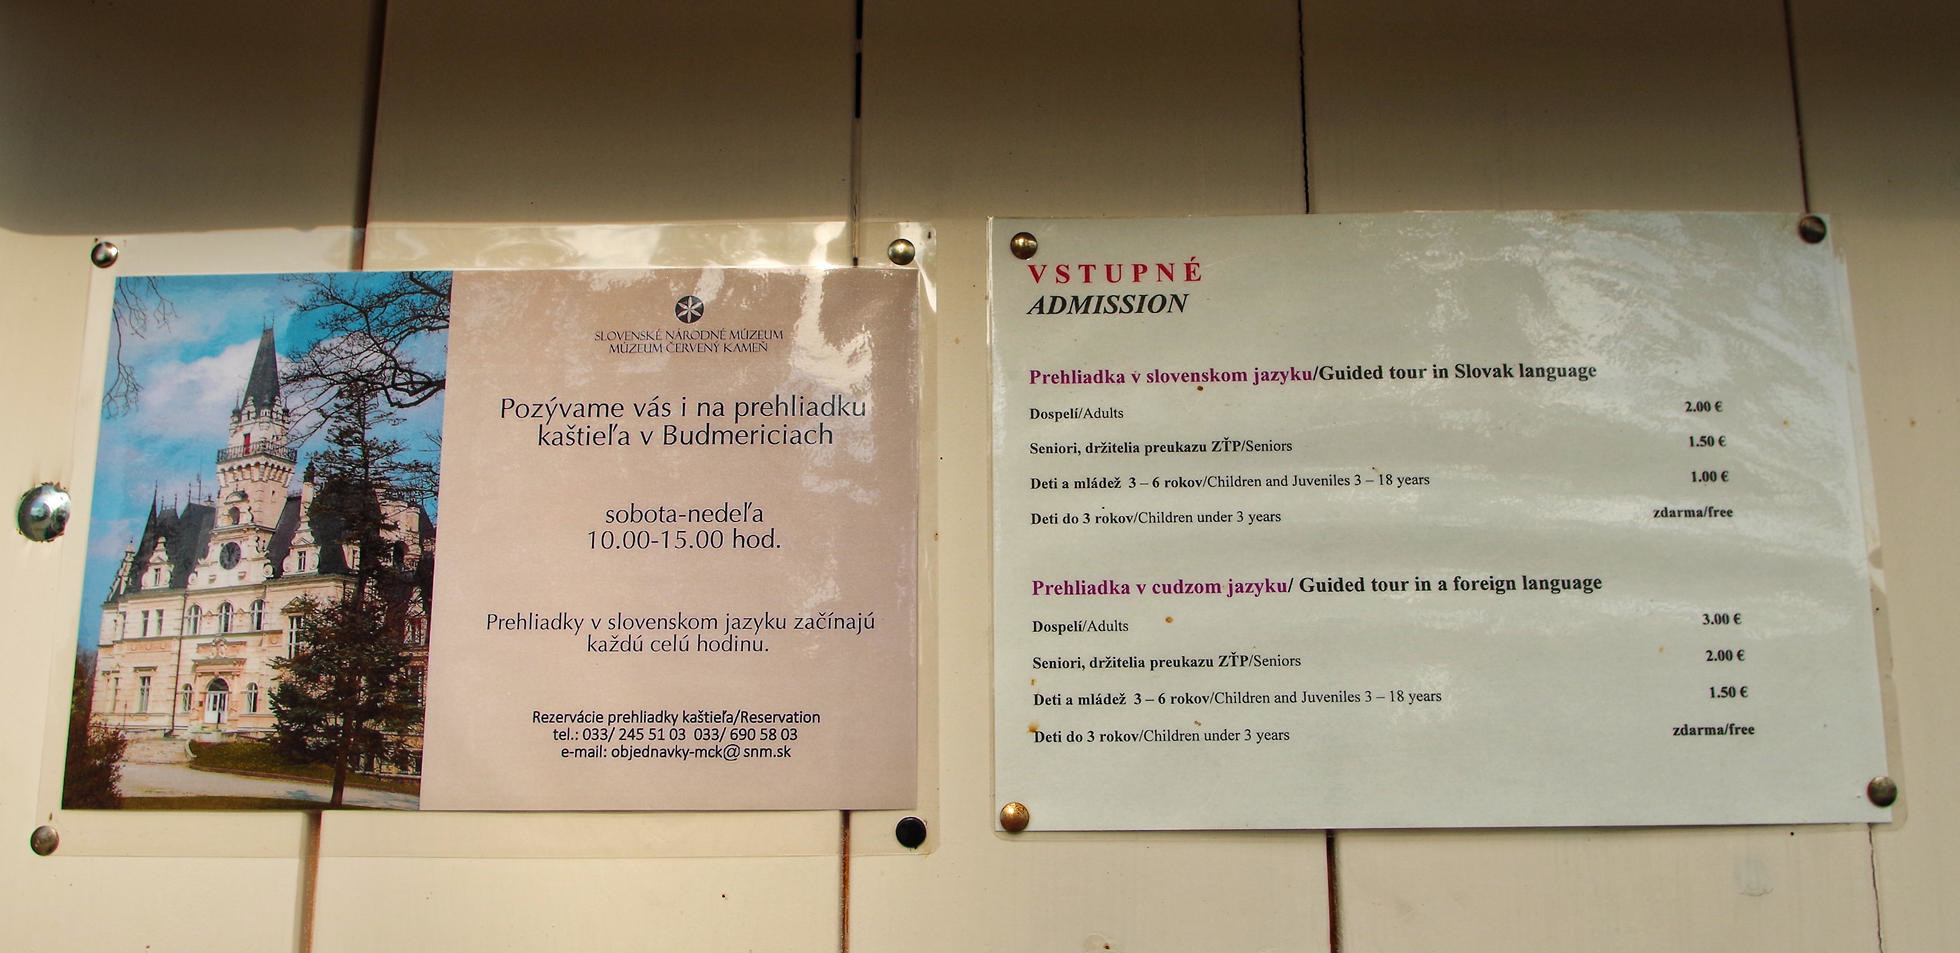 SLOVENSKÉ NÁRODNÉ MÚZEUM
MÚZEUM ČERVENÝ KAMEŇ
Pozývame vás i na prehliadku
kaštieľa v Budmericiach
sobota-nedeľa
10.00-15.00 hod.
Prehliadky v slovenskom jazyku začínajú
každú celú hodinu.
Rezervácie prehliadky kaštieľa/Reservation
tel.: 033/ 245 51 03 033/ 690 58 03
e-mail: objednavky-mck@snm.sk
VSTUPNÉ
ADMISSION
Prehliadka v slovenskom jazyku/Guided tour in Slovak language
Dospelí/Adults 2.00 €
Seniori, držitelia preukazu ZŤP/Seniors 1.50 €
Deti a mládež 3 – 6 rokov/Children and Juveniles 3 – 18 years 1.00 €
Deti do 3 rokov/Children under 3 years zdarma/free
Prehliadka v cudzom jazyku/ Guided tour in a foreign language
Dospelí/Adults 3.00 €
Seniori, držitelia preukazu ZŤP/Seniors 2.00 €
Deti a mládež 3 – 6 rokov/Children and Juveniles 3 – 18 years 1.50 €
Deti do 3 rokov/Children under 3 years zdarma/free